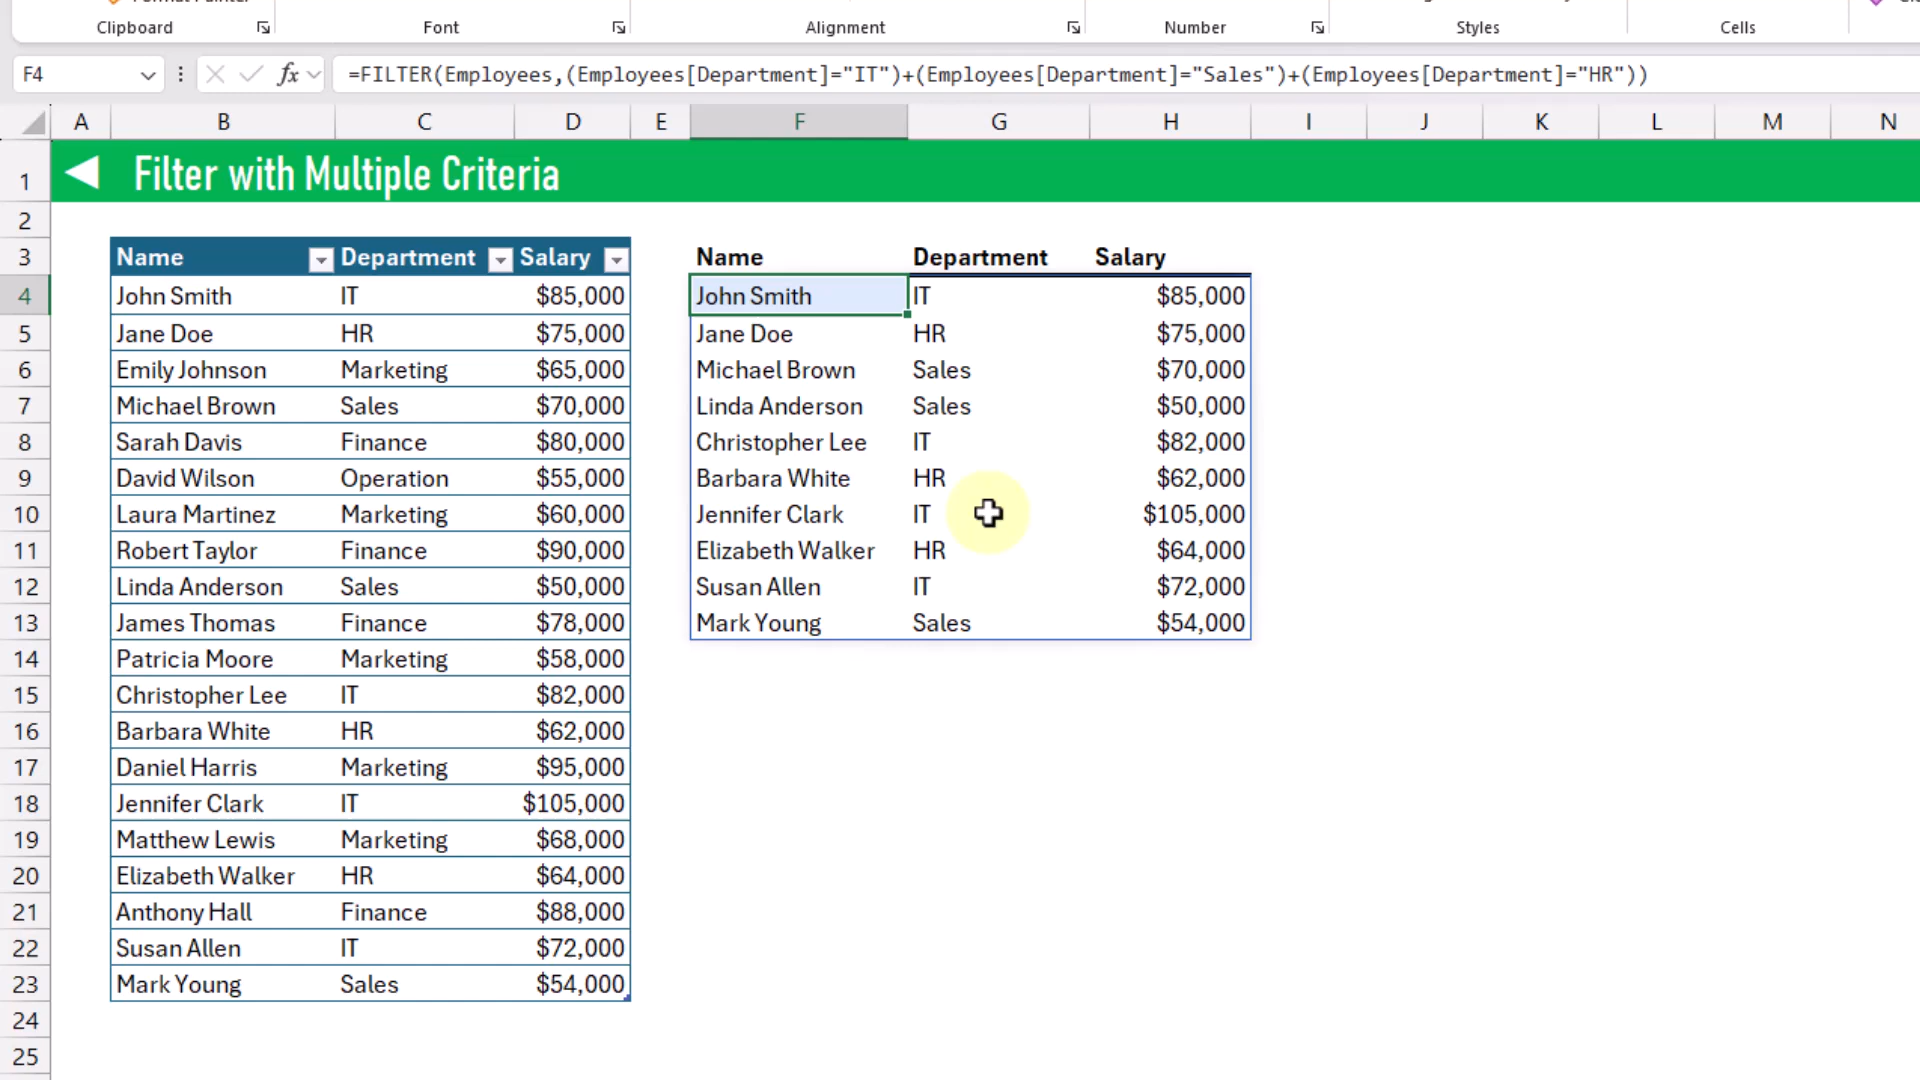 Clipboard Font Alignment Number Styles Cells
F4 fx =FILTER(Employees,(Employees[Department]="IT")+(Employees[Department]="Sales")+(Employees[Department]="HR"))
A B C D E F G H I J K L M N
1 Filter with Multiple Criteria
2
3 Name Department Salary Name Department Salary
4 John Smith IT $85,000 John Smith IT $85,000
5 Jane Doe HR $75,000 Jane Doe HR $75,000
6 Emily Johnson Marketing $65,000 Michael Brown Sales $70,000
7 Michael Brown Sales $70,000 Linda Anderson Sales $50,000
8 Sarah Davis Finance $80,000 Christopher Lee IT $82,000
9 David Wilson Operation $55,000 Barbara White HR $62,000
10 Laura Martinez Marketing $60,000 Jennifer Clark IT $105,000
11 Robert Taylor Finance $90,000 Elizabeth Walker HR $64,000
12 Linda Anderson Sales $50,000 Susan Allen IT $72,000
13 James Thomas Finance $78,000 Mark Young Sales $54,000
14 Patricia Moore Marketing $58,000
15 Christopher Lee IT $82,000
16 Barbara White HR $62,000
17 Daniel Harris Marketing $95,000
18 Jennifer Clark IT $105,000
19 Matthew Lewis Marketing $68,000
20 Elizabeth Walker HR $64,000
21 Anthony Hall Finance $88,000
22 Susan Allen IT $72,000
23 Mark Young Sales $54,000
24
25